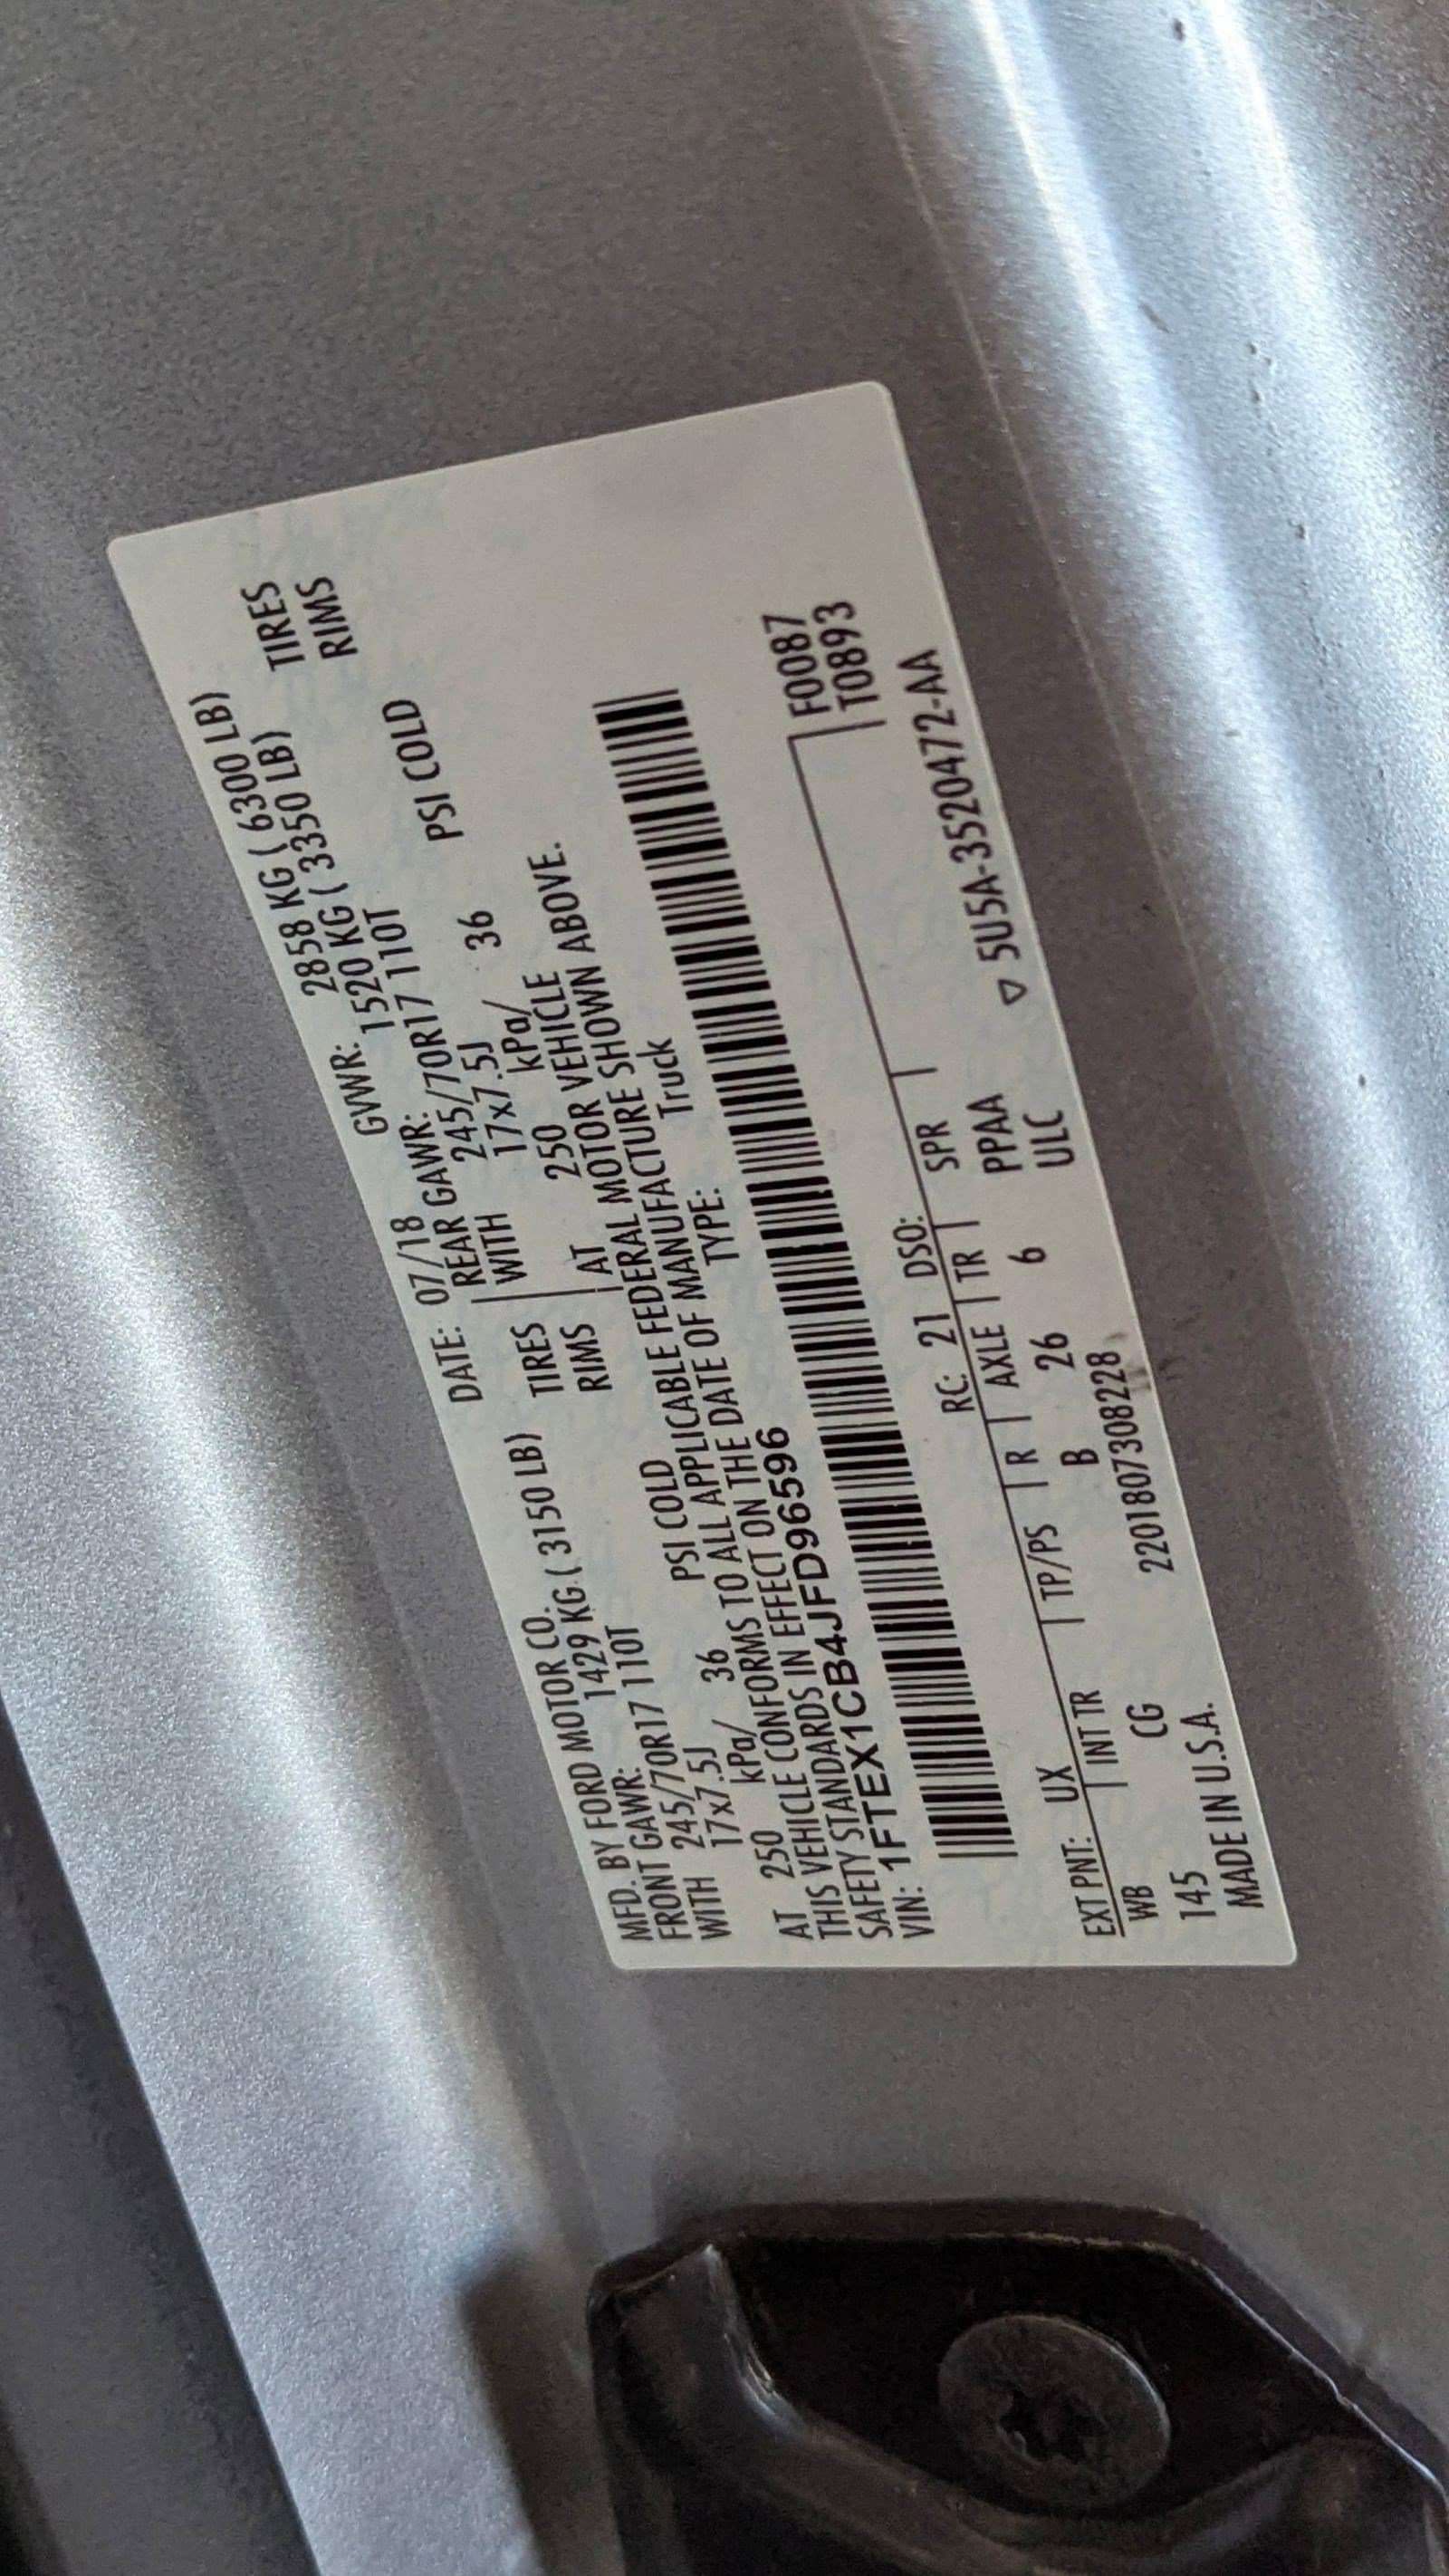 MFD. BY FORD MOTOR CO. DATE: 07/18 GVWR: 2858 KG ( 6300 LB)
FRONT GAWR: 1429 KG ( 3150 LB) REAR GAWR: 1520 KG ( 3350 LB)
WITH 245/70R17 110T TIRES WITH 245/70R17 110T TIRES
17x7.5J RIMS 17x7.5J RIMS
AT 250 kPa/ 36 PSI COLD AT 250 kPa/ 36 PSI COLD
THIS VEHICLE CONFORMS TO ALL APPLICABLE FEDERAL MOTOR VEHICLE
SAFETY STANDARDS IN EFFECT ON THE DATE OF MANUFACTURE SHOWN ABOVE.
VIN: 1FTEX1CB4JFD96596 TYPE: Truck
F0087
T0893
EXT PNT: UX RC: 21 DSO:
WB INT TR TP/PS R AXLE TR SPR
145 CG B 26 6 PPAA
ULC
MADE IN U.S.A. 2201807308228 ▽ 5U5A-3520472-AA